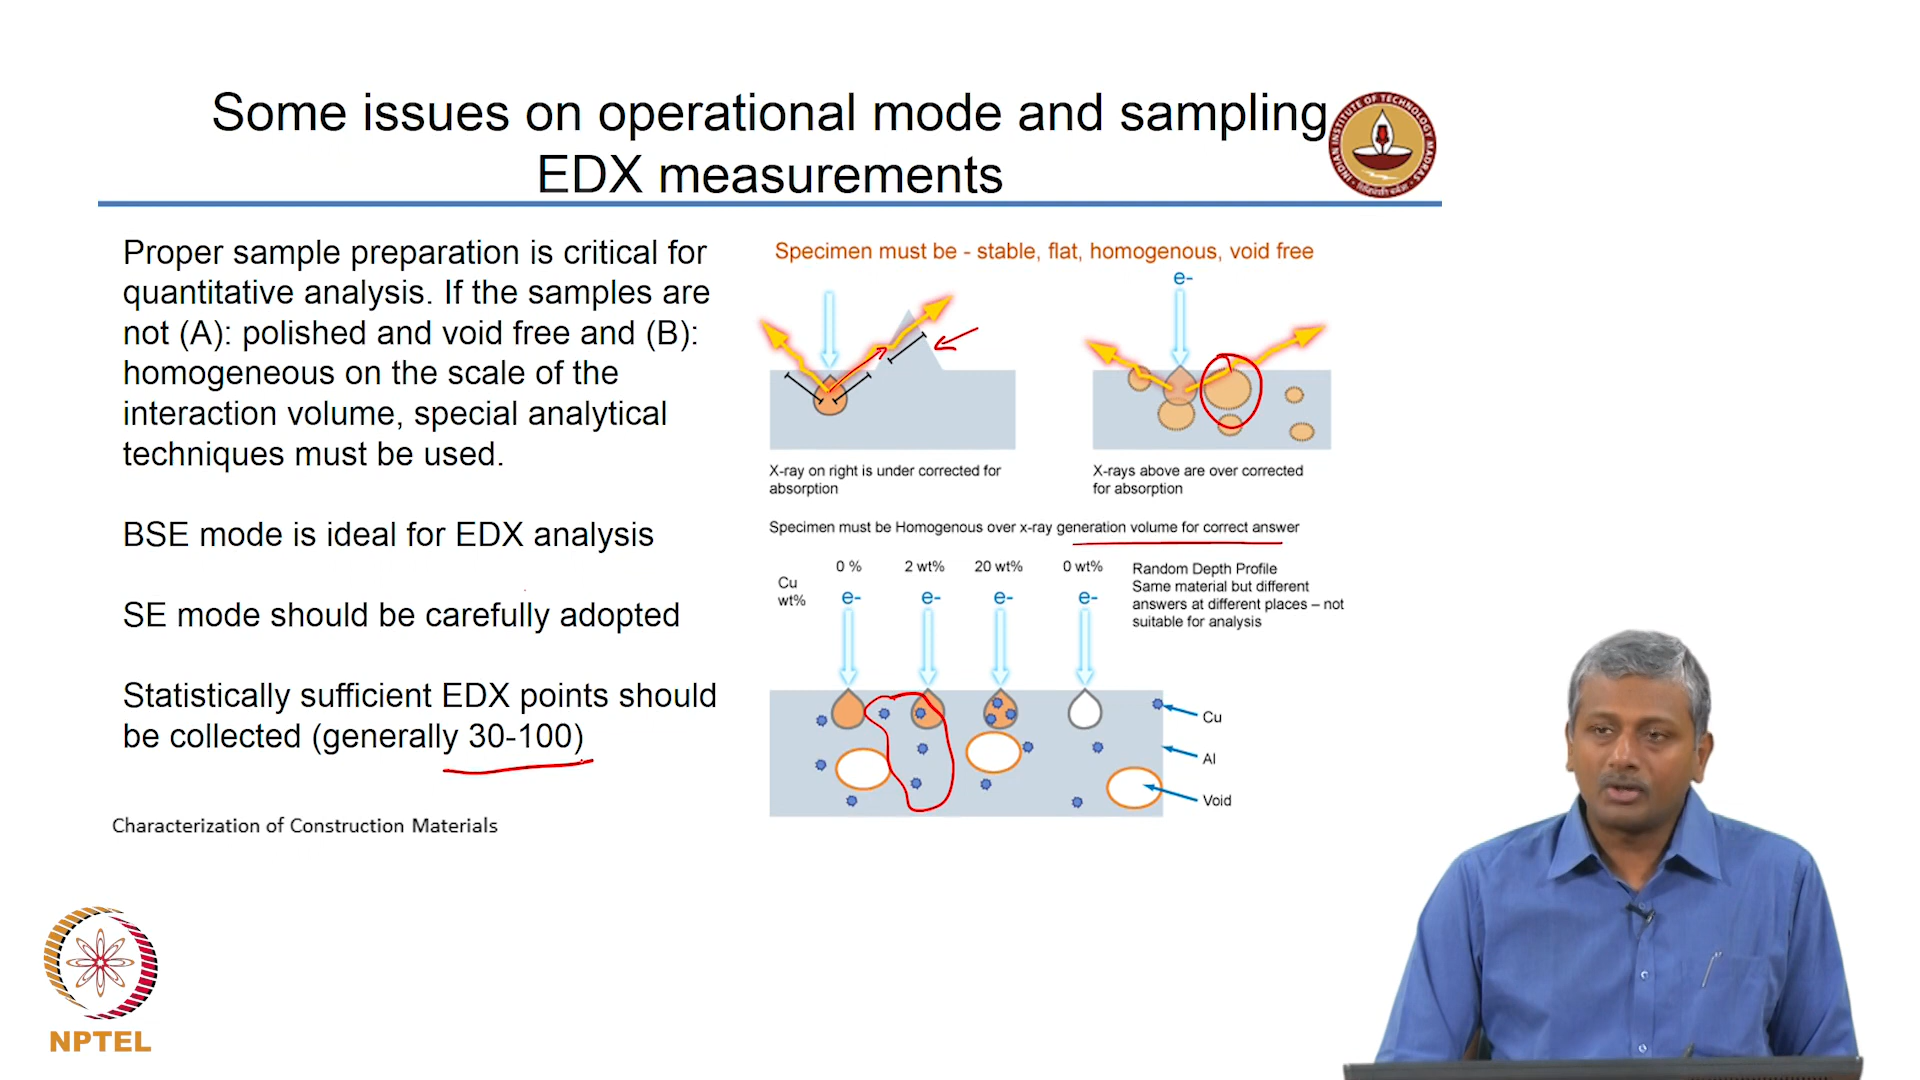 Some issues on operational mode and sampling
EDX measurements
INDIAN INSTITUTE OF TECHNOLOGY MADRAS
Proper sample preparation is critical for
quantitative analysis. If the samples are
not (A): polished and void free and (B):
homogeneous on the scale of the
interaction volume, special analytical
techniques must be used.
BSE mode is ideal for EDX analysis
SE mode should be carefully adopted
Statistically sufficient EDX points should
be collected (generally 30-100)
Specimen must be - stable, flat, homogenous, void free
e-
X-ray on right is under corrected for
absorption
X-rays above are over corrected
for absorption
Specimen must be Homogenous over x-ray generation volume for correct answer
Cu
wt%
0 %
2 wt%
20 wt%
0 wt%
e-
e-
e-
e-
Random Depth Profile
Same material but different
answers at different places – not
suitable for analysis
Cu
Al
Void
Characterization of Construction Materials
NPTEL